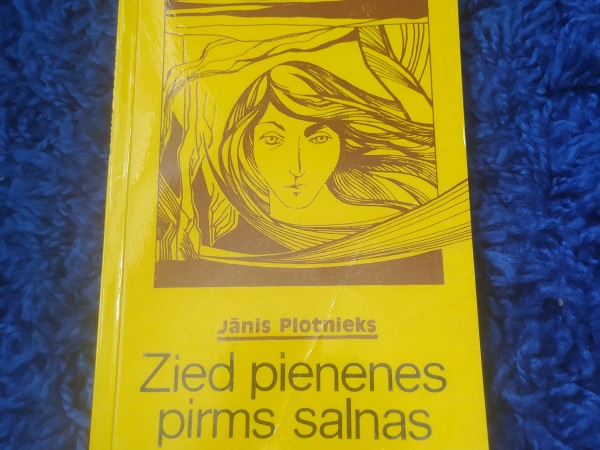 Jānis Plotnieks
Zied pienenes
pirms salnas